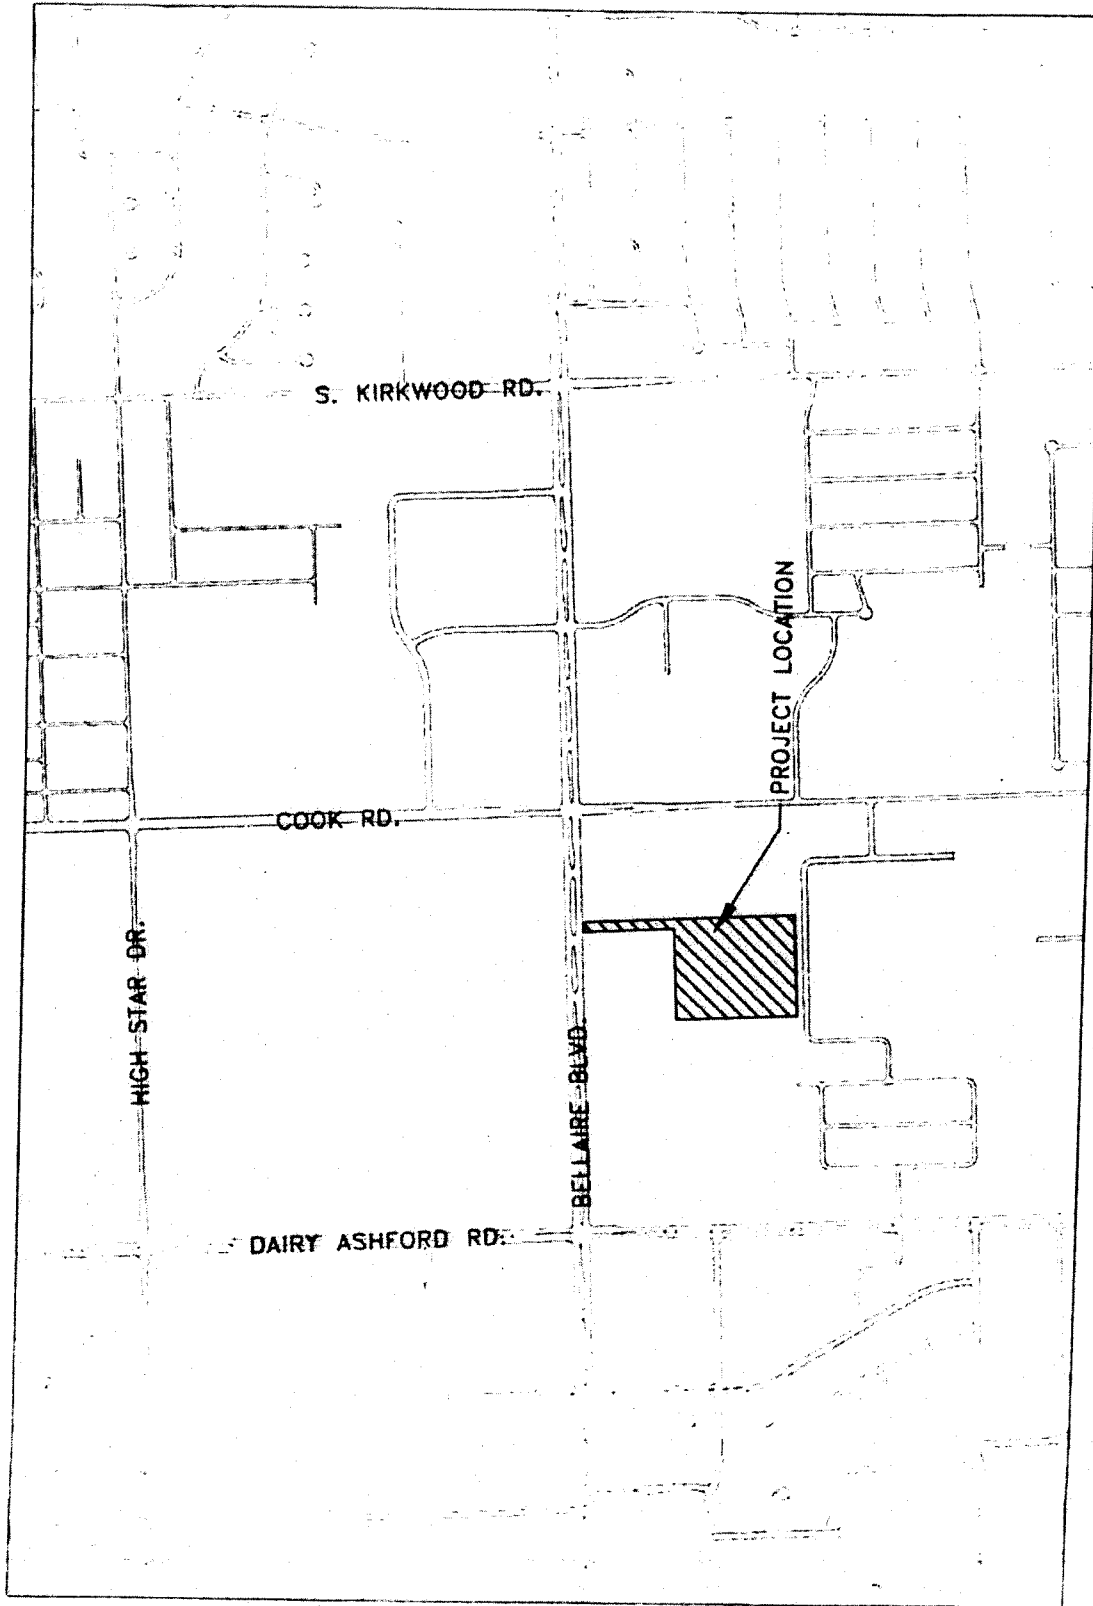 S. KIRKWOOD RD.
PROJECT LOCATION
COOK RD.
HIGH STAR DR.
BELLAIRE BLVD.
DAIRY ASHFORD RD.